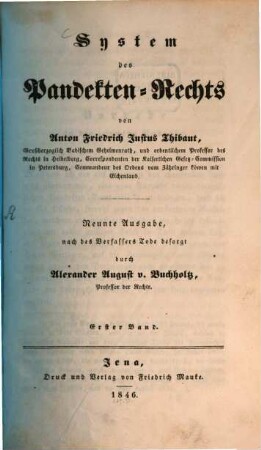 System
des
Pandekten-Rechts
von
Anton Friedrich Justus Thibaut,
Großherzoglich Badischem Geheimenrath, und ordentlichem Professor des
Rechts in Heidelberg, Correspondenten der Kaiserlichen Gesetz-Commission
in Petersburg, Commandeur des Ordens vom Zähringer Löwen mit
Eichenlaub.
Neunte Ausgabe,
nach des Verfassers Tode besorgt
durch
Alexander August v. Buchholtz,
Professor der Rechte.
Erster Band.
Jena,
Druck und Verlag von Friedrich Mauke.
1846.